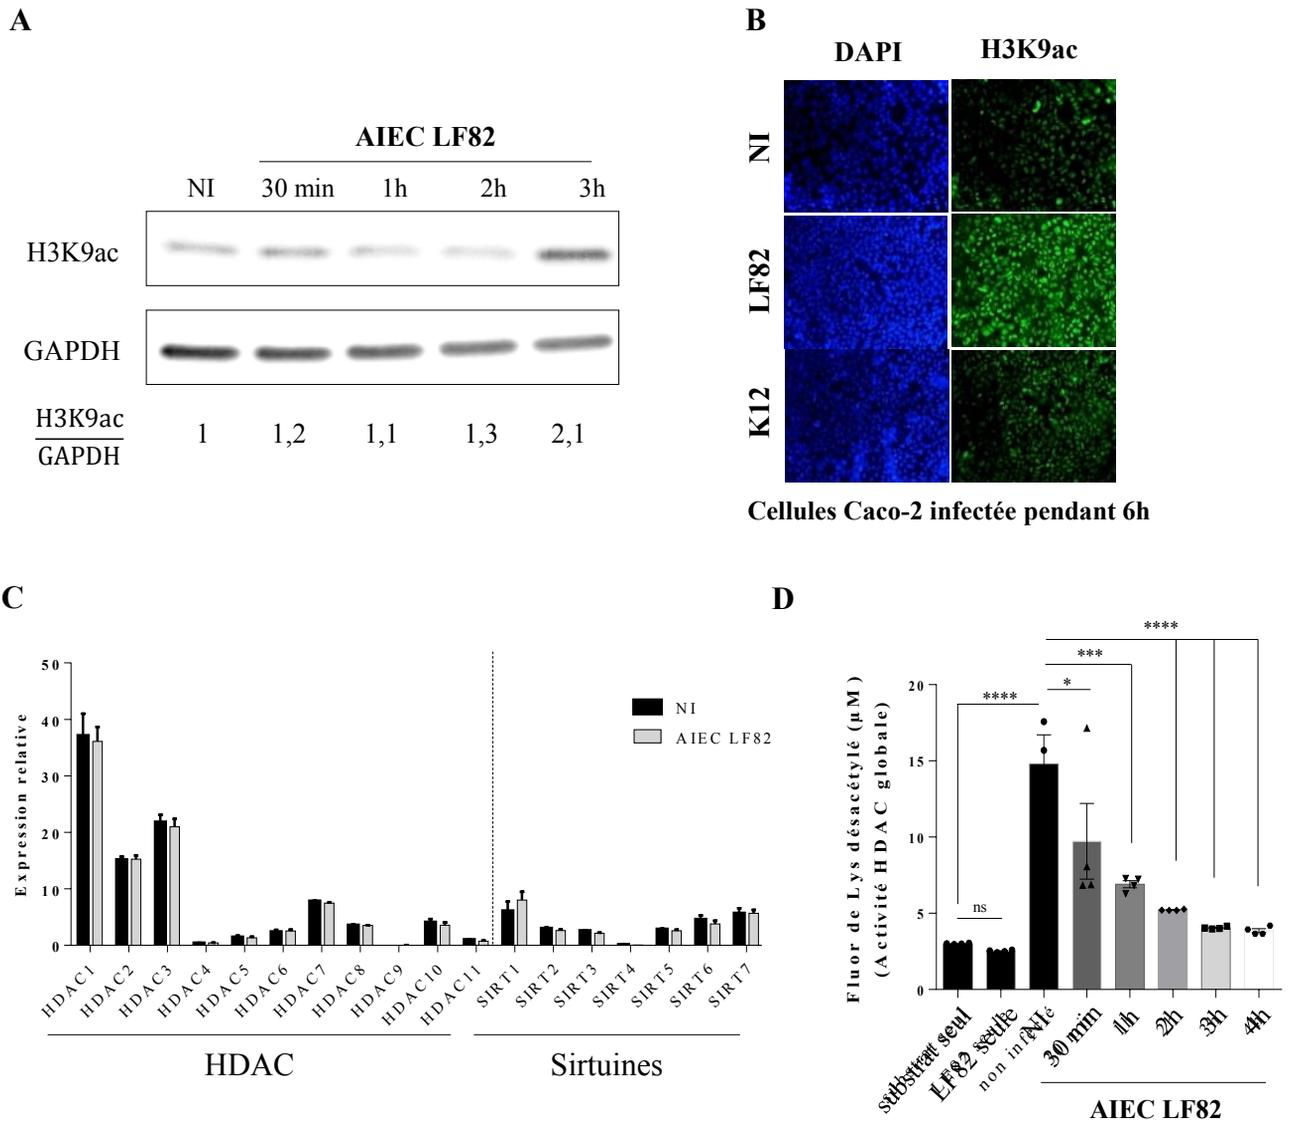 A
AIEC LF82
NI 30 min 1h 2h 3h
H3K9ac
GAPDH
H3K9ac
GAPDH
1 1,2 1,1 1,3 2,1
B
DAPI H3K9ac
NI
LF82
K12
Cellules Caco-2 infectée pendant 6h
C
Expression relative
50
40
30
20
10
0
NI
AIEC LF82
HDAC1 HDAC2 HDAC3 HDAC4 HDAC5 HDAC6 HDAC7 HDAC8 HDAC9 HDAC10 HDAC11 SIRT1 SIRT2 SIRT3 SIRT4 SIRT5 SIRT6 SIRT7
HDAC Sirtuines
D
Fluor de Lys désacétylé (µM)
(Activité HDAC globale)
20
15
10
5
0
****
***
*
****
ns
substrat seul LF82 seule NI non infecté 30 min 1h 2h 3h 4h
AIEC LF82